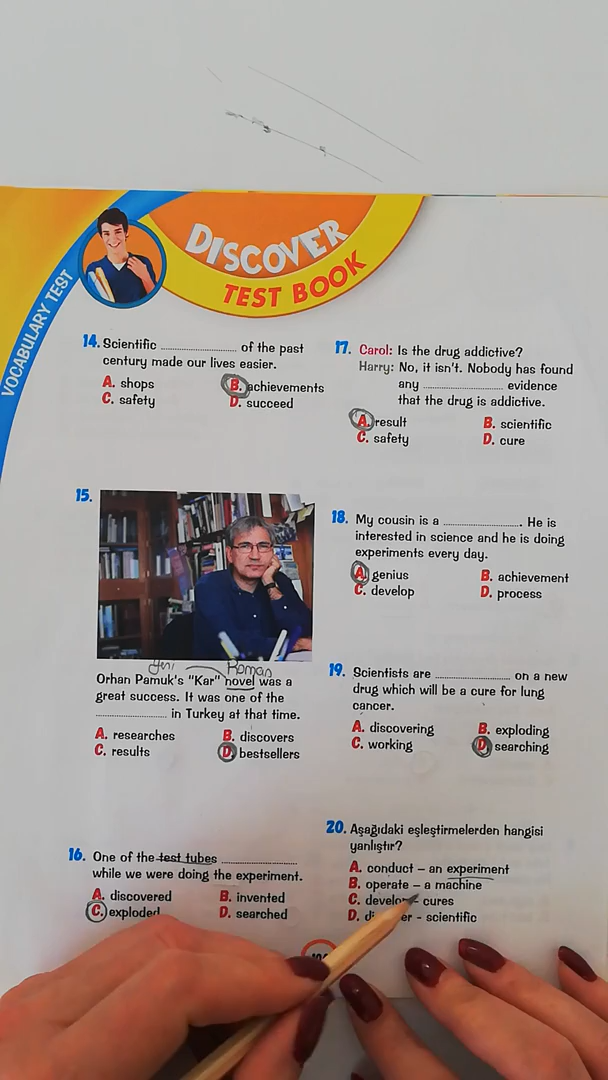 DISCOVER
TEST BOOK
VOCABULARY TEST
14. Scientific .......................... of the past
century made our lives easier.
A. shops
B. achievements
C. safety
D. succeed
15.
yeni
Roman
Orhan Pamuk's "Kar" novel was a
great success. It was one of the
........................ in Turkey at that time.
A. researches
B. discovers
C. results
D. bestsellers
16. One of the test tubes ..........................
while we were doing the experiment.
A. discovered
B. invented
C. exploded
D. searched
17. Carol: Is the drug addictive?
Harry: No, it isn't. Nobody has found
any .......................... evidence
that the drug is addictive.
A. result
B. scientific
C. safety
D. cure
18. My cousin is a .......................... . He is
interested in science and he is doing
experiments every day.
A. genius
B. achievement
C. develop
D. process
19. Scientists are .......................... on a new
drug which will be a cure for lung
cancer.
A. discovering
B. exploding
C. working
D. searching
20. Aşağıdaki eşleştirmelerden hangisi
yanlıştır?
A. conduct – an experiment
B. operate – a machine
C. develop - cures
D. - scientific